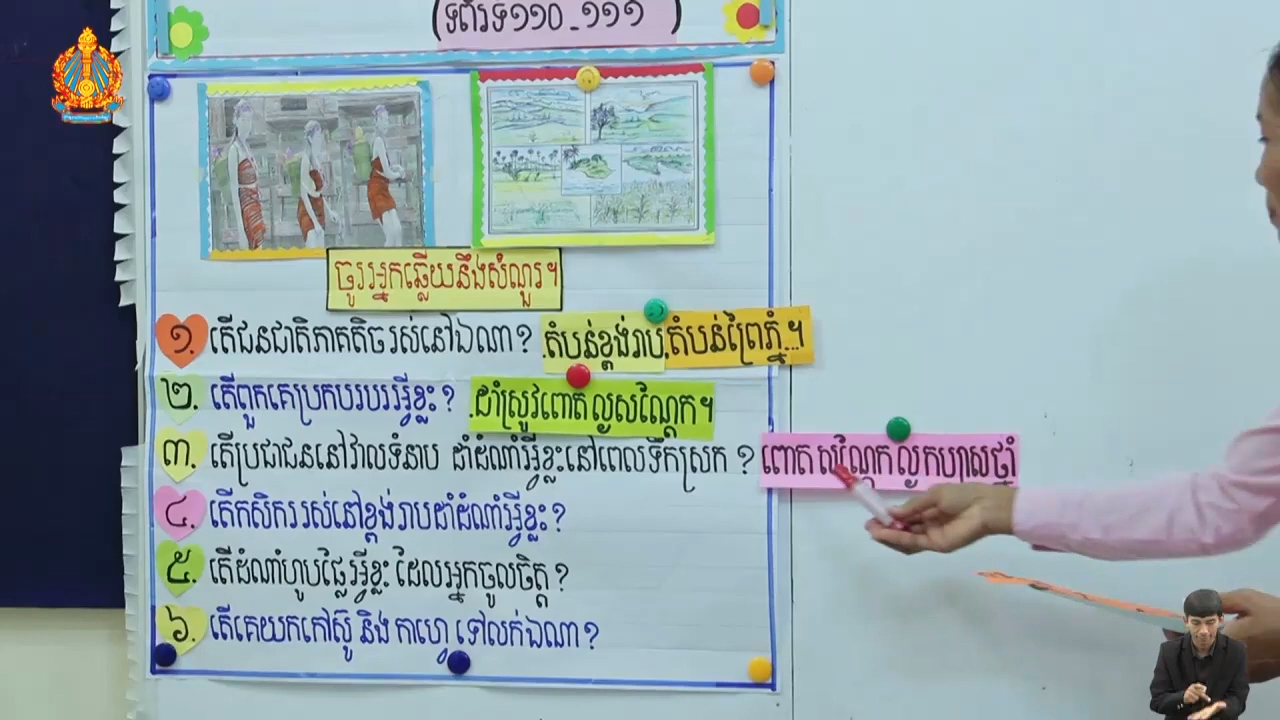 (ទំព័រទី១១០ - ១១១)
ចូរអ្នកឆ្លើយនឹងសំណួរ។
១. តើជនជាតិភាគតិចរស់នៅឯណា? តំបន់ខ្ពង់រាប,តំបន់ព្រៃភ្នំ...។
២. តើពួកគេប្រកបរបរអ្វីខ្លះ? ដាំស្រូវពោតល្ងសណ្ដែក។
៣. តើប្រជាជននៅវាលទំនាប ដាំដំណាំអ្វីខ្លះនៅពេលទឹកស្រក ? ពោតសណ្ដែកល្ងកប្បាសថ្នាំ
៤. តើកសិកររស់នៅខ្ពង់រាបដាំដំណាំអ្វីខ្លះ?
៥. តើដំណាំហូបផ្លែអ្វីខ្លះ ដែលអ្នកចូលចិត្ត?
៦. តើគេយកកៅស៊ូ និង កាហ្វេ ទៅលក់ឯណា?